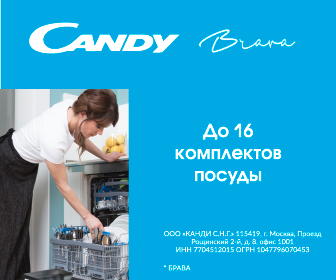 CANDY Brava
До 16
комплектов
посуды
ООО «КАНДИ С.Н.Г.» 115419, г. Москва, Проезд
Рощинский 2-й, д. 8, офис 1001
ИНН 7704512015 ОГРН 1047796070453
* БРАВА